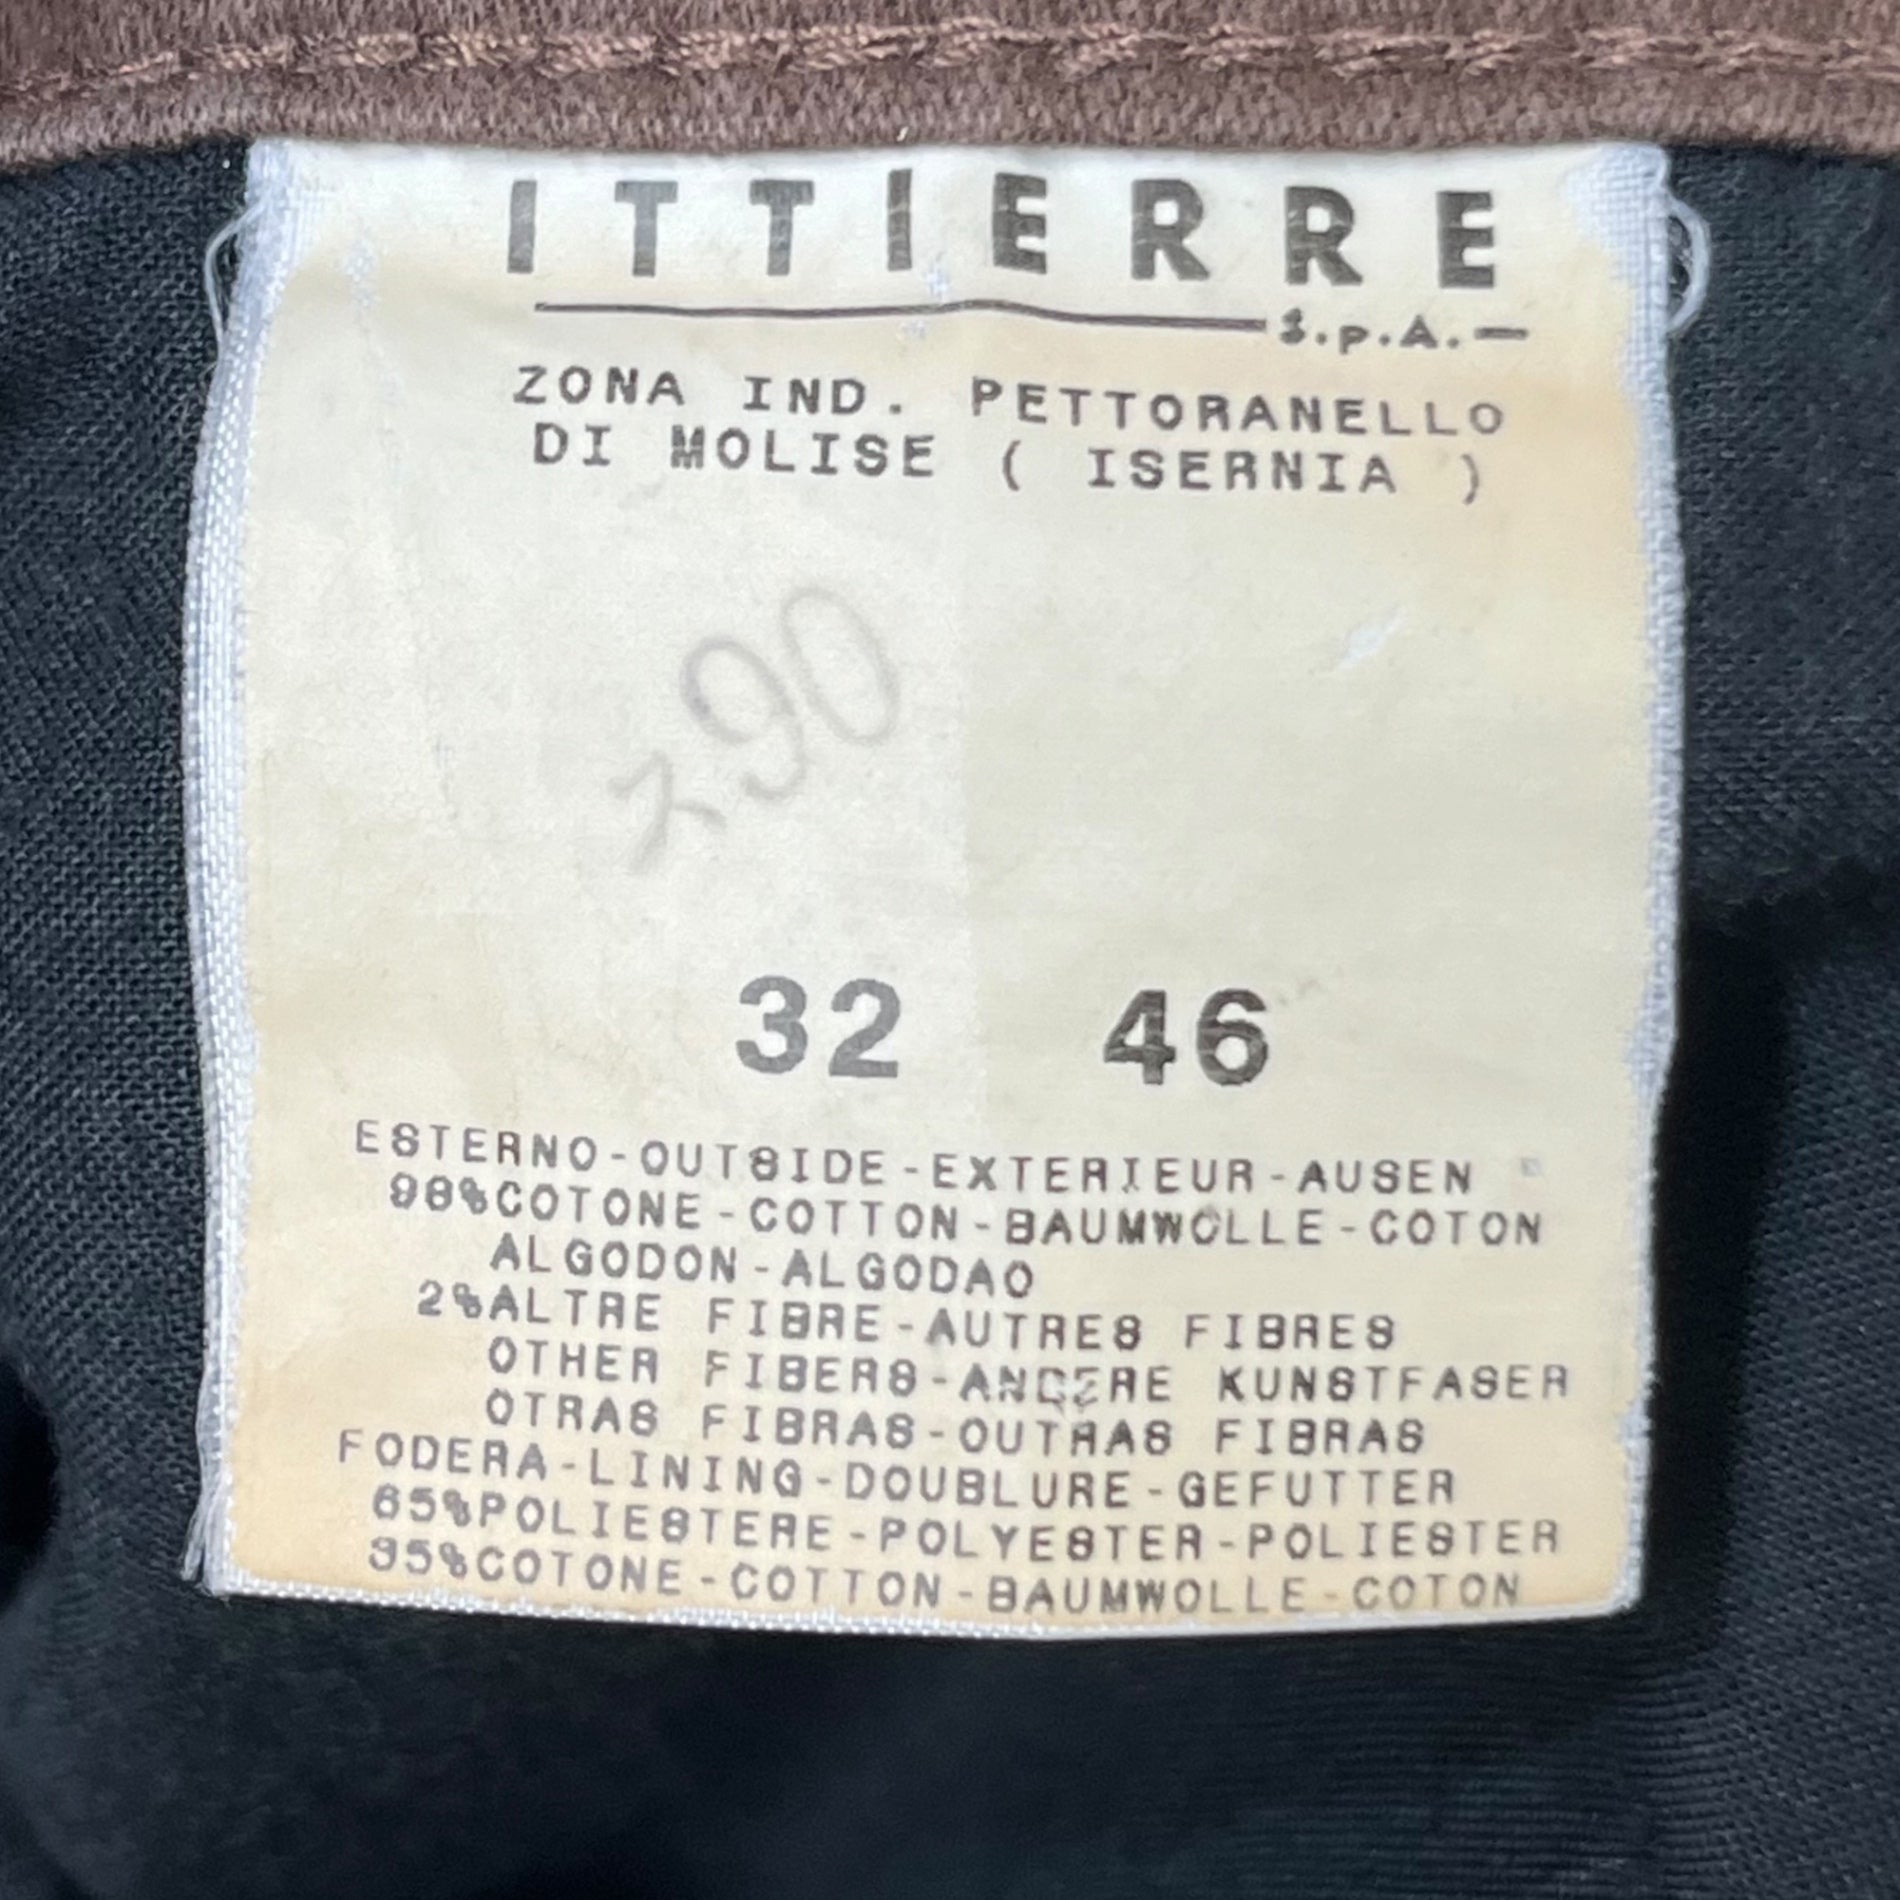 ITTIERRE
S.p.A.
ZONA IND. PETTORANELLO
DI MOLISE ( ISERNIA )
290
32 46
ESTERNO-OUTSIDE-EXTERIEUR-AUSEN
98%COTONE-COTTON-BAUMWOLLE-COTON
ALGODON-ALGODAO
2%ALTRE FIBRE-AUTRES FIBRES
OTHER FIBERS-ANDERE KUNSTFASER
OTRAS FIBRAS-OUTRAS FIBRAS
FODERA-LINING-DOUBLURE-GEFUTTER
65%POLIESTERE-POLYESTER-POLIESTER
35%COTONE-COTTON-BAUMWOLLE-COTON